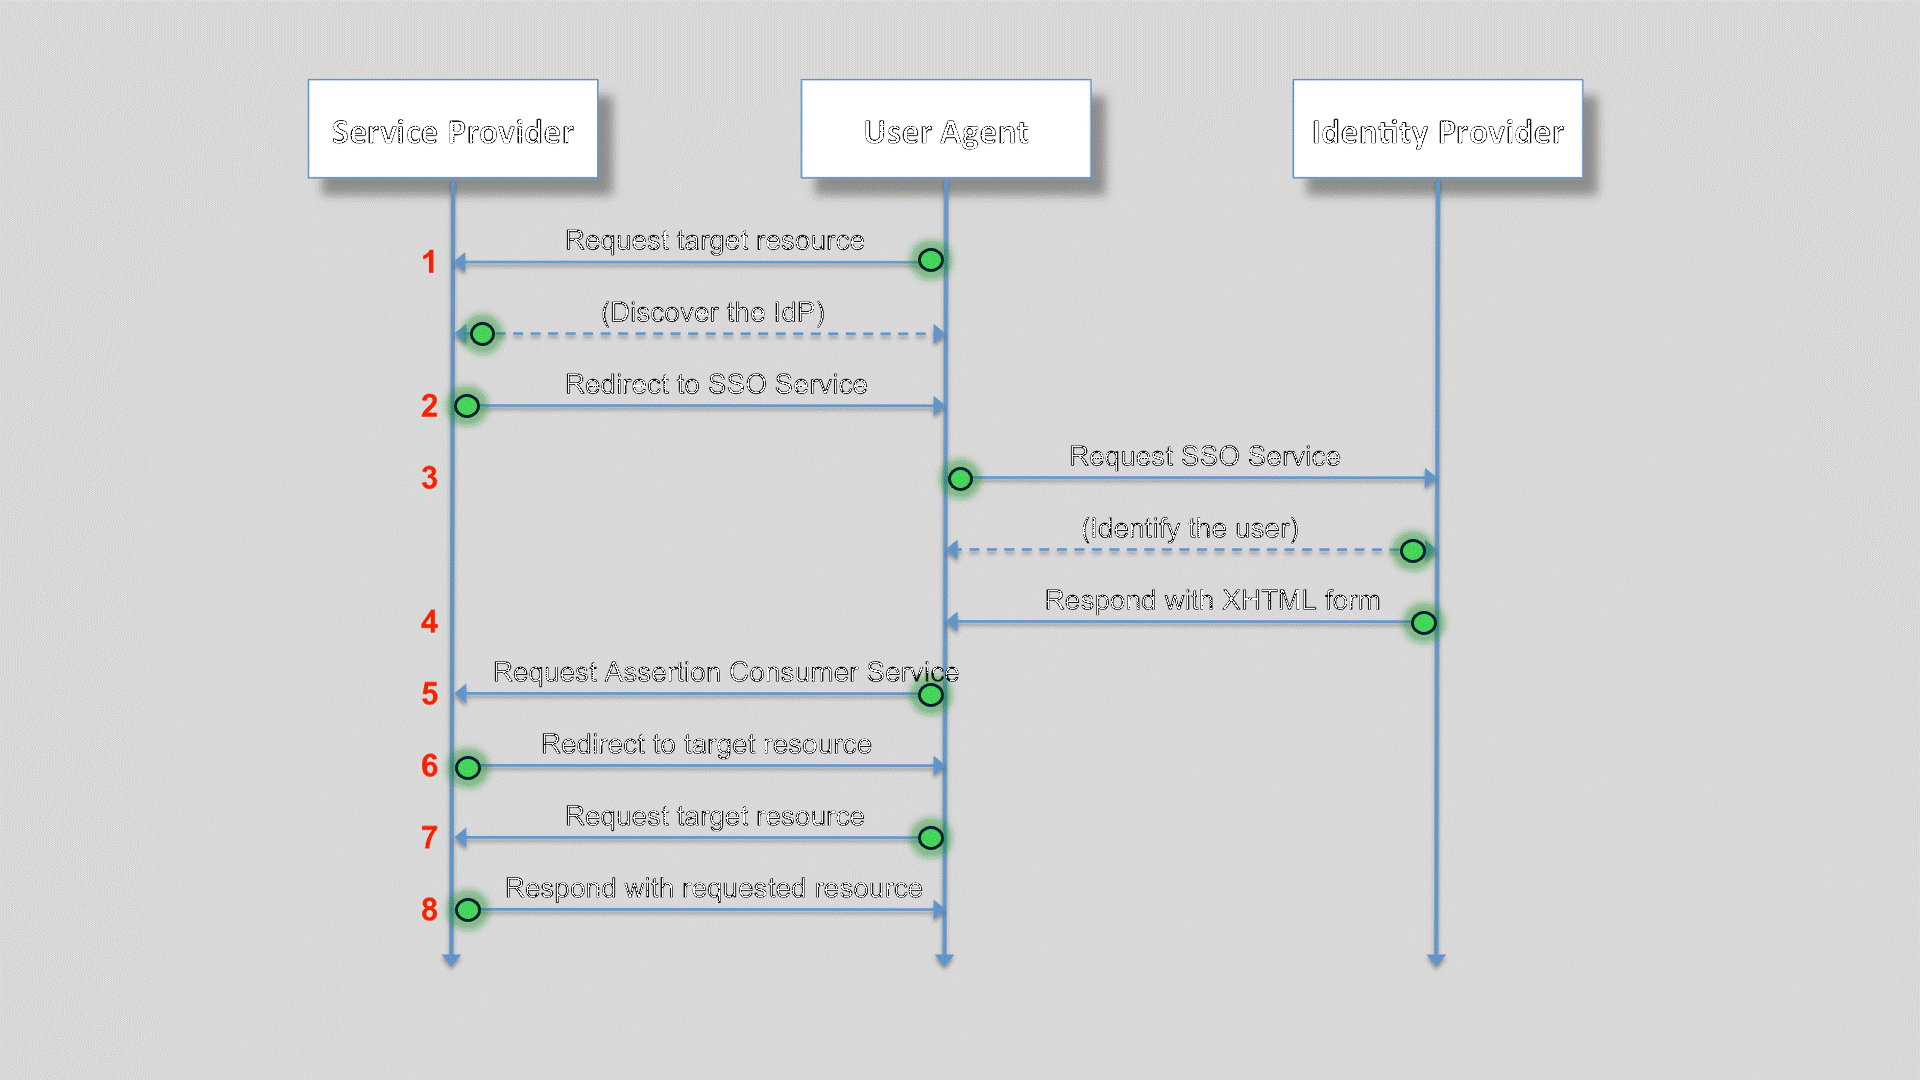 Service Provider
User Agent
Identity Provider
Request target resource
1
(Discover the IdP)
Redirect to SSO Service
2
Request SSO Service
3
(Identify the user)
Respond with XHTML form
4
Request Assertion Consumer Service
5
Redirect to target resource
6
Request target resource
7
Respond with requested resource
8